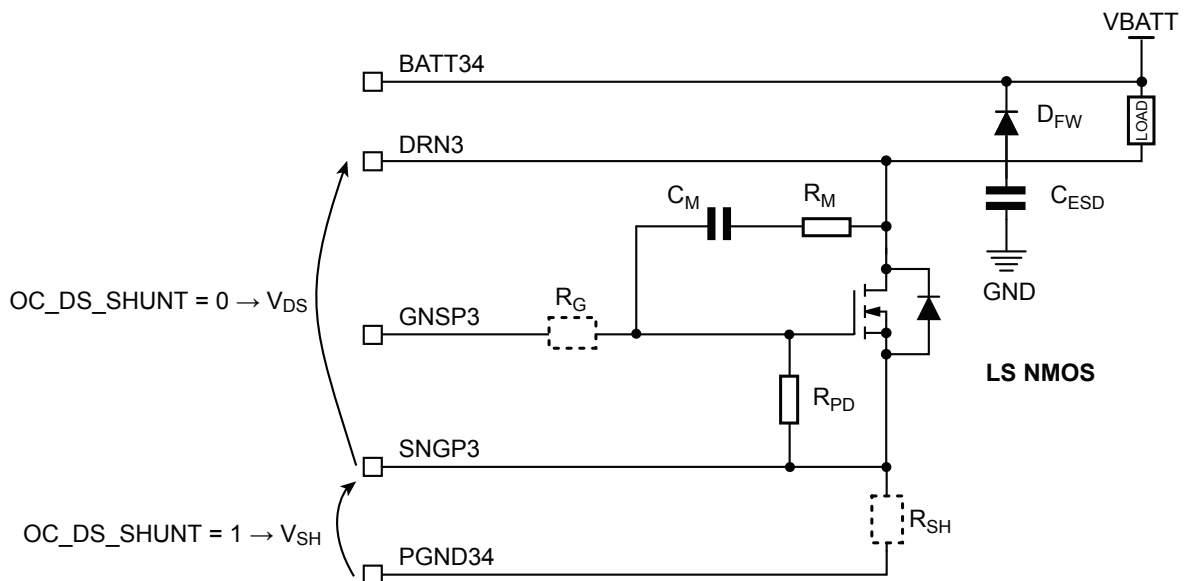 VBATT
BATT34
D_FW
LOAD
DRN3
C_M
R_M
C_ESD
OC_DS_SHUNT = 0 → V_DS
R_G
GND
GNSP3
LS NMOS
R_PD
SNGP3
OC_DS_SHUNT = 1 → V_SH
R_SH
PGND34